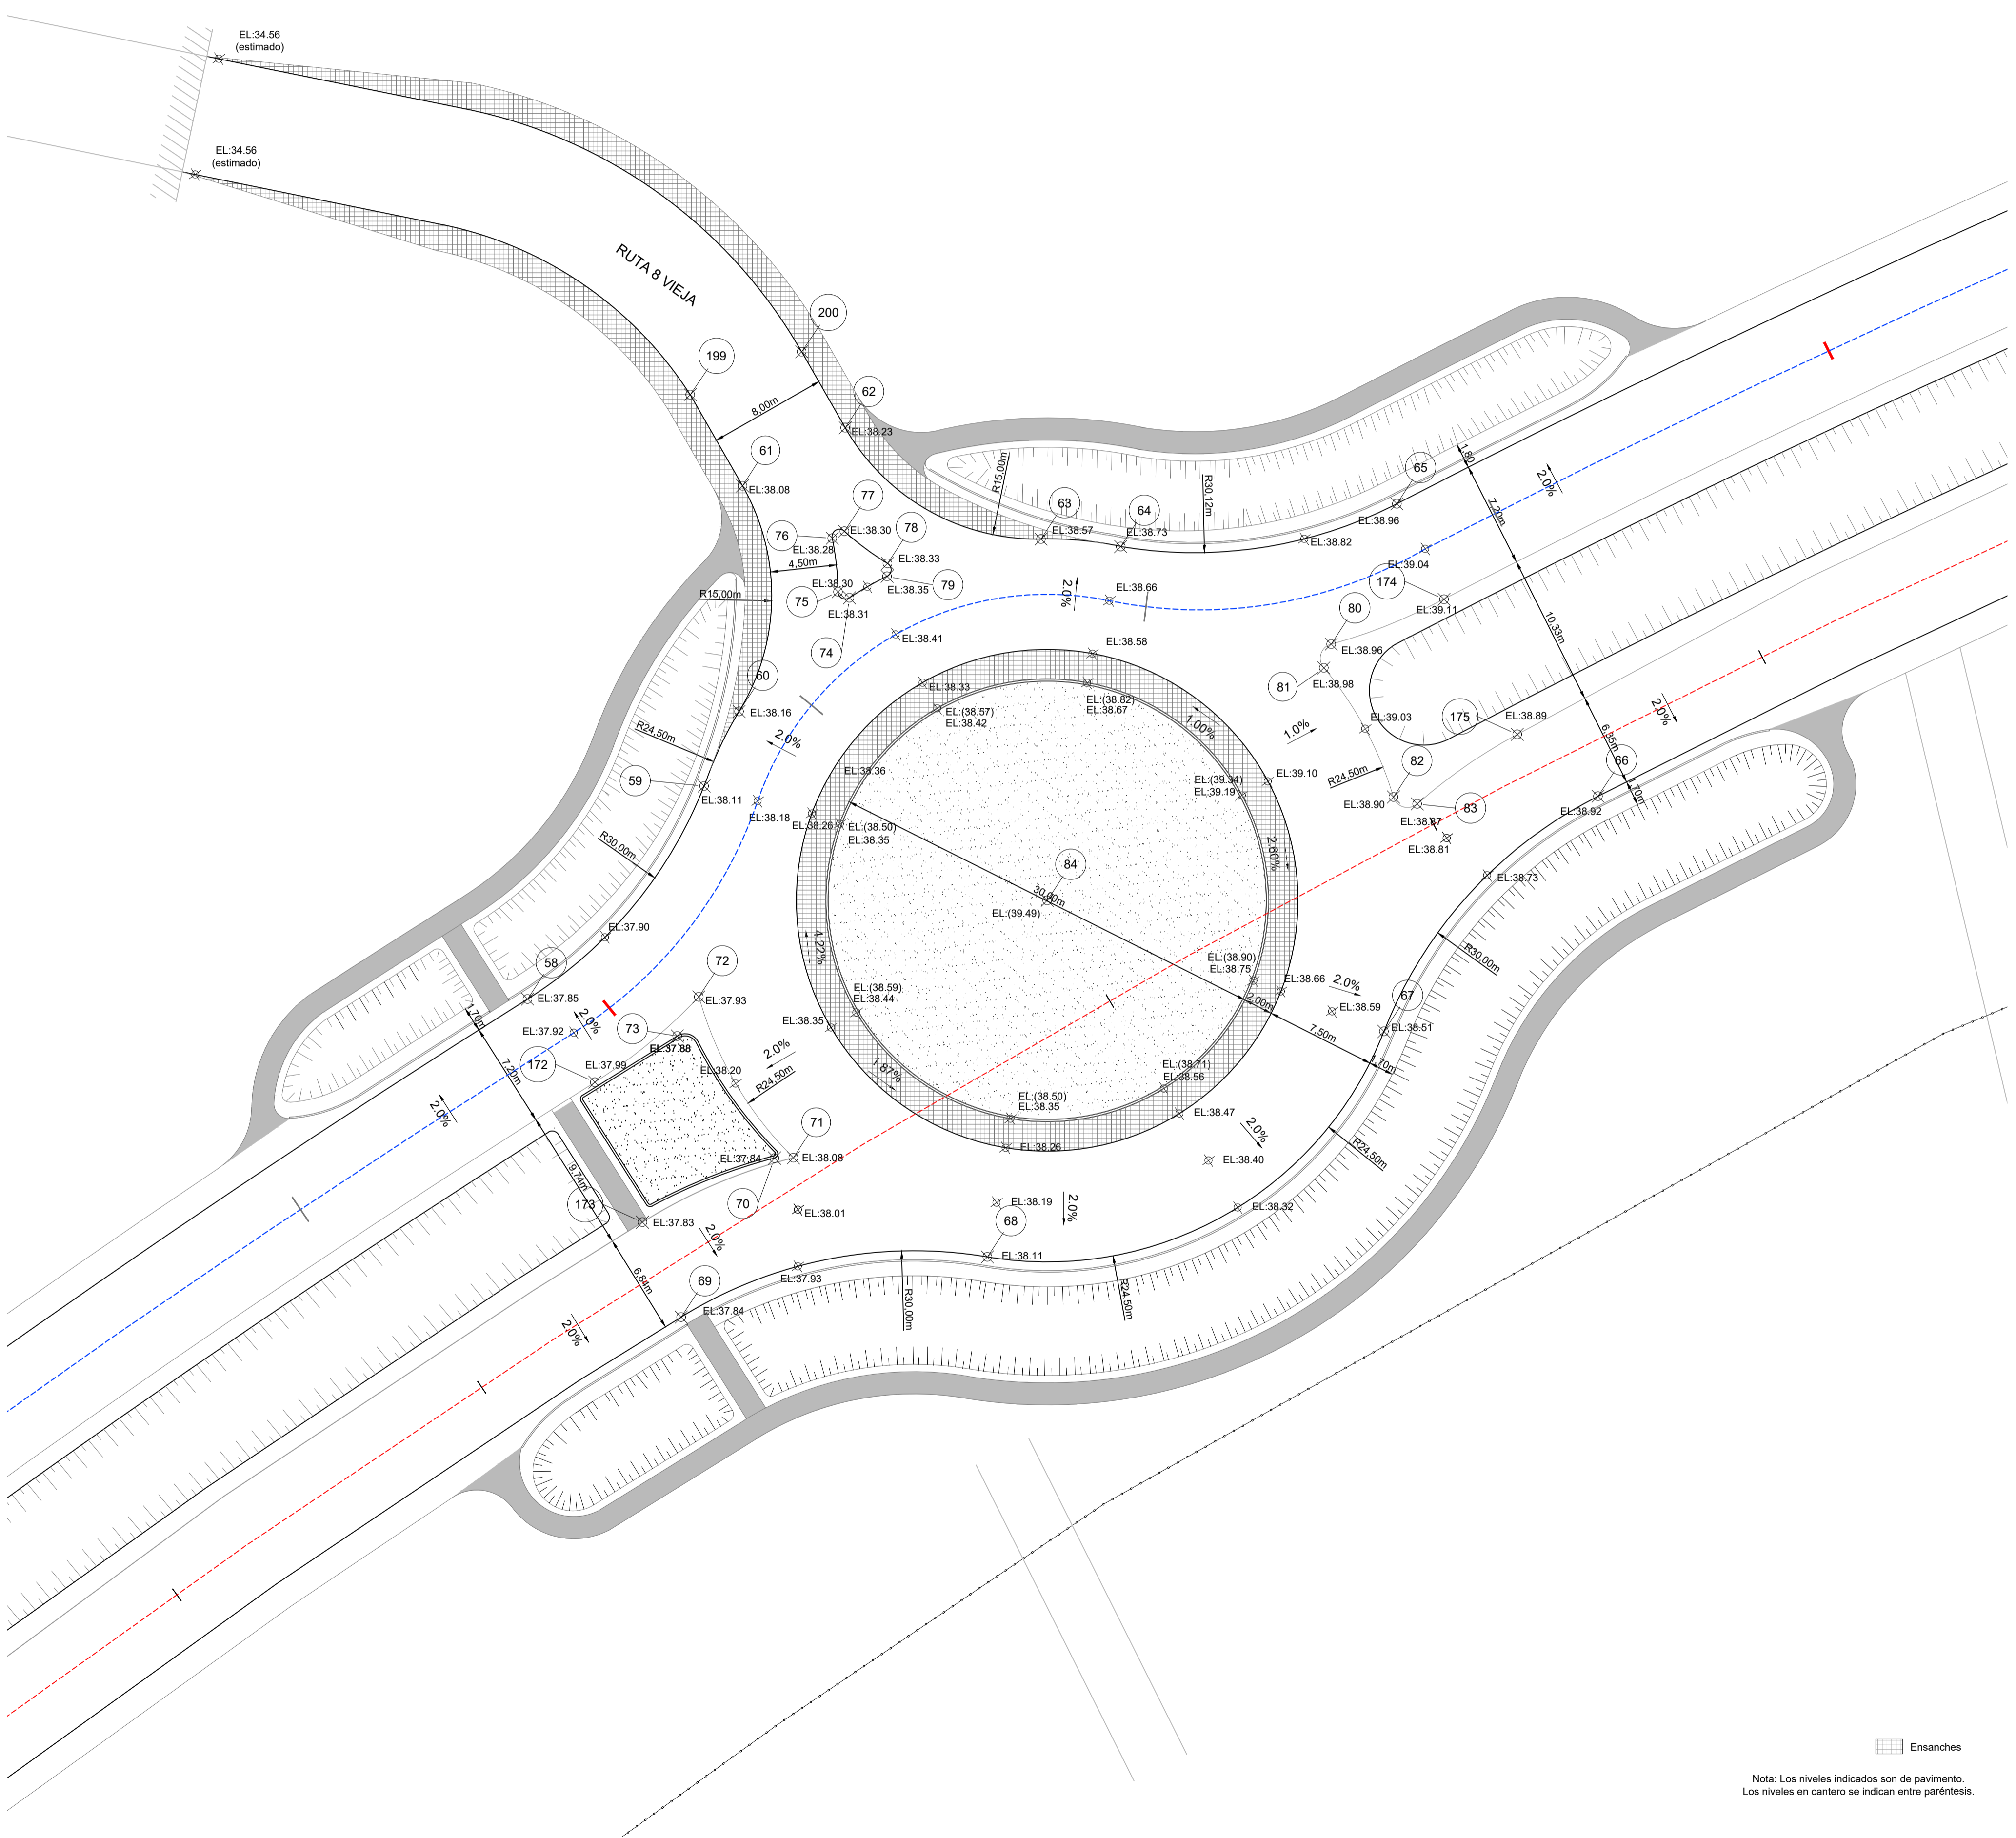 EL:34.56
(estimado)
EL:34.56
(estimado)
RUTA 8 VIEJA
200
199
62
8,00m
EL:38.23
61
EL:38.08
77
EL:38.30
76
EL:38.28
78
EL:38.33
4,50m
EL:38.30
EL:38.35
79
75
EL:38.31
R15,00m
74
R15,00m
63
EL:38.57
64
EL:38.73
R30,12m
65
EL:38.96
EL:38.82
1,80
7,20m
2.0%
EL:39.04
174
EL:39.11
10,33m
80
EL:38.96
81
EL:38.98
2.0%
EL:38.66
EL:38.41
EL:38.58
60
EL:38.16
EL:38.33
EL:(38.57)
EL:38.42
EL:(38.82)
EL:38.67
1.00%
1.0%
EL:39.03
175
EL:38.89
2.0%
6,35m
R24,50m
2.0%
59
EL:38.11
EL:38.36
EL:38.18
EL:38.26
EL:(38.50)
EL:38.35
EL:(39.34)
EL:39.19
EL:39.10
R24,50m
82
EL:38.90
83
EL:38.87
EL:38.81
66
1,70m
EL:38.92
R30,00m
84
30,00m
EL:(39.49)
2.60%
EL:38.73
EL:37.90
58
EL:37.85
4.22%
72
EL:37.93
EL:(38.90)
EL:38.75
EL:38.66
2.0%
R30,00m
1,70m
EL:37.92
2.0%
73
EL:37.88
EL:(38.59)
EL:38.44
EL:38.35
2,00m
EL:38.59
67
EL:38.51
7,50m
1,70m
172
EL:37.99
7,20m
2.0%
EL:38.20
2.0%
R24,50m
1.87%
EL:(38.71)
EL:38.56
EL:(38.50)
EL:38.35
EL:38.47
EL:38.26
2.0%
R24,50m
EL:38.40
71
EL:38.08
EL:37.84
70
9,74m
173
EL:37.83
2.0%
EL:38.01
EL:38.19
68
EL:38.11
2.0%
EL:38.32
6,84m
69
EL:37.84
EL:37.93
R30,00m
R24,50m
2.0%
Ensanches
Nota: Los niveles indicados son de pavimento.
Los niveles en cantero se indican entre paréntesis.